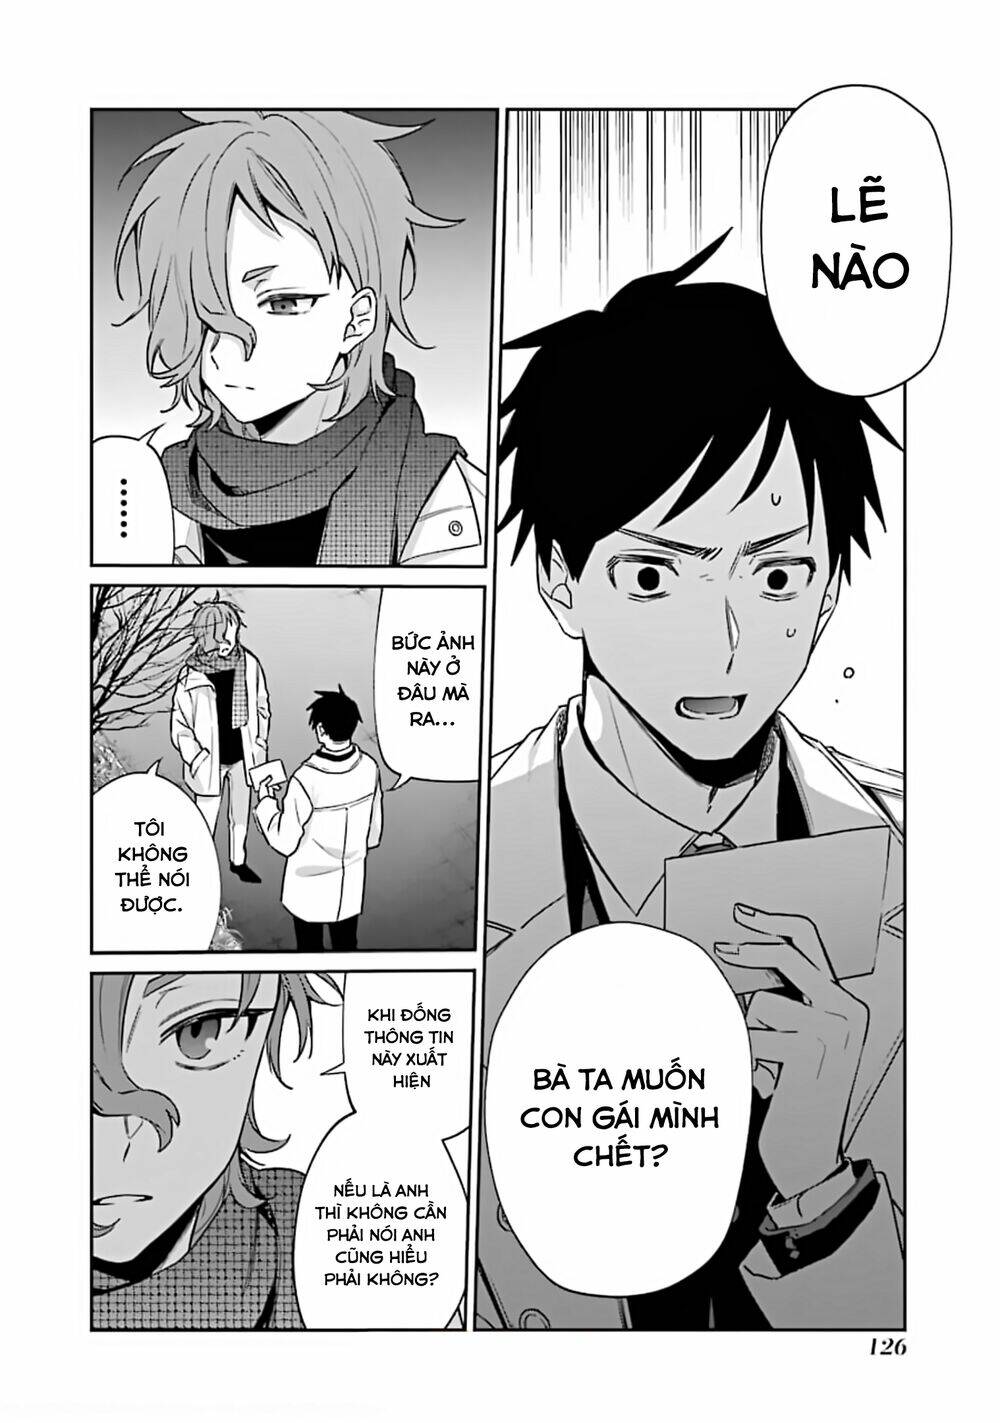 LẼ
NÀO
BÀ TA MUỐN
CON GÁI MÌNH
CHẾT?
........
BỨC ẢNH
NÀY Ở
ĐÂU MÀ
RA...
TÔI
KHÔNG
THỂ NÓI
ĐƯỢC.
KHI ĐỐNG
THÔNG TIN
NÀY XUẤT
HIỆN
NẾU LÀ ANH
THÌ KHÔNG CẦN
PHẢI NÓI ANH
CŨNG HIỂU
PHẢI KHÔNG?
126